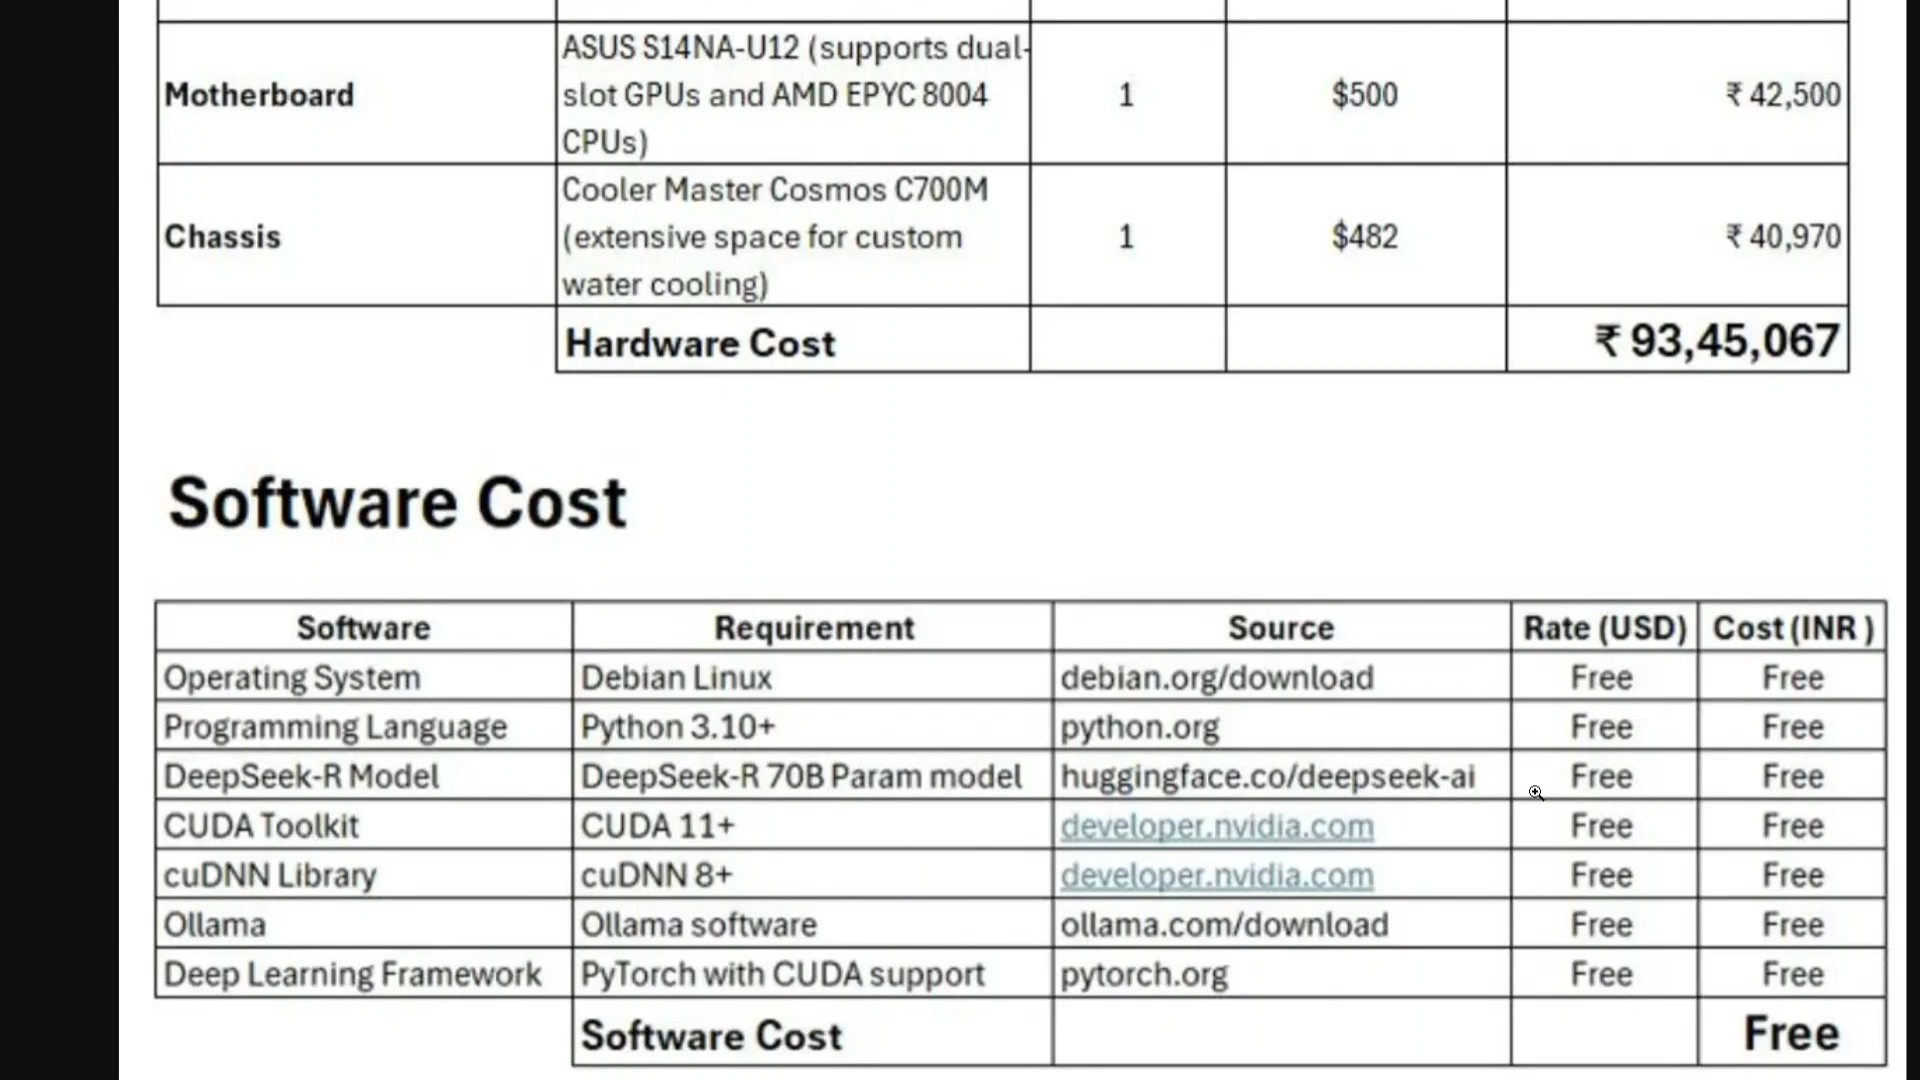 ASUS S14NA-U12 (supports dual-
Motherboard slot GPUs and AMD EPYC 8004 1 $500 ₹ 42,500
CPUs)
Cooler Master Cosmos C700M
Chassis (extensive space for custom 1 $482 ₹ 40,970
water cooling)
Hardware Cost ₹ 93,45,067
Software Cost
Software Requirement Source Rate (USD) Cost (INR )
Operating System Debian Linux debian.org/download Free Free
Programming Language Python 3.10+ python.org Free Free
DeepSeek-R Model DeepSeek-R 70B Param model huggingface.co/deepseek-ai Free Free
CUDA Toolkit CUDA 11+ developer.nvidia.com Free Free
cuDNN Library cuDNN 8+ developer.nvidia.com Free Free
Ollama Ollama software ollama.com/download Free Free
Deep Learning Framework PyTorch with CUDA support pytorch.org Free Free
Software Cost Free